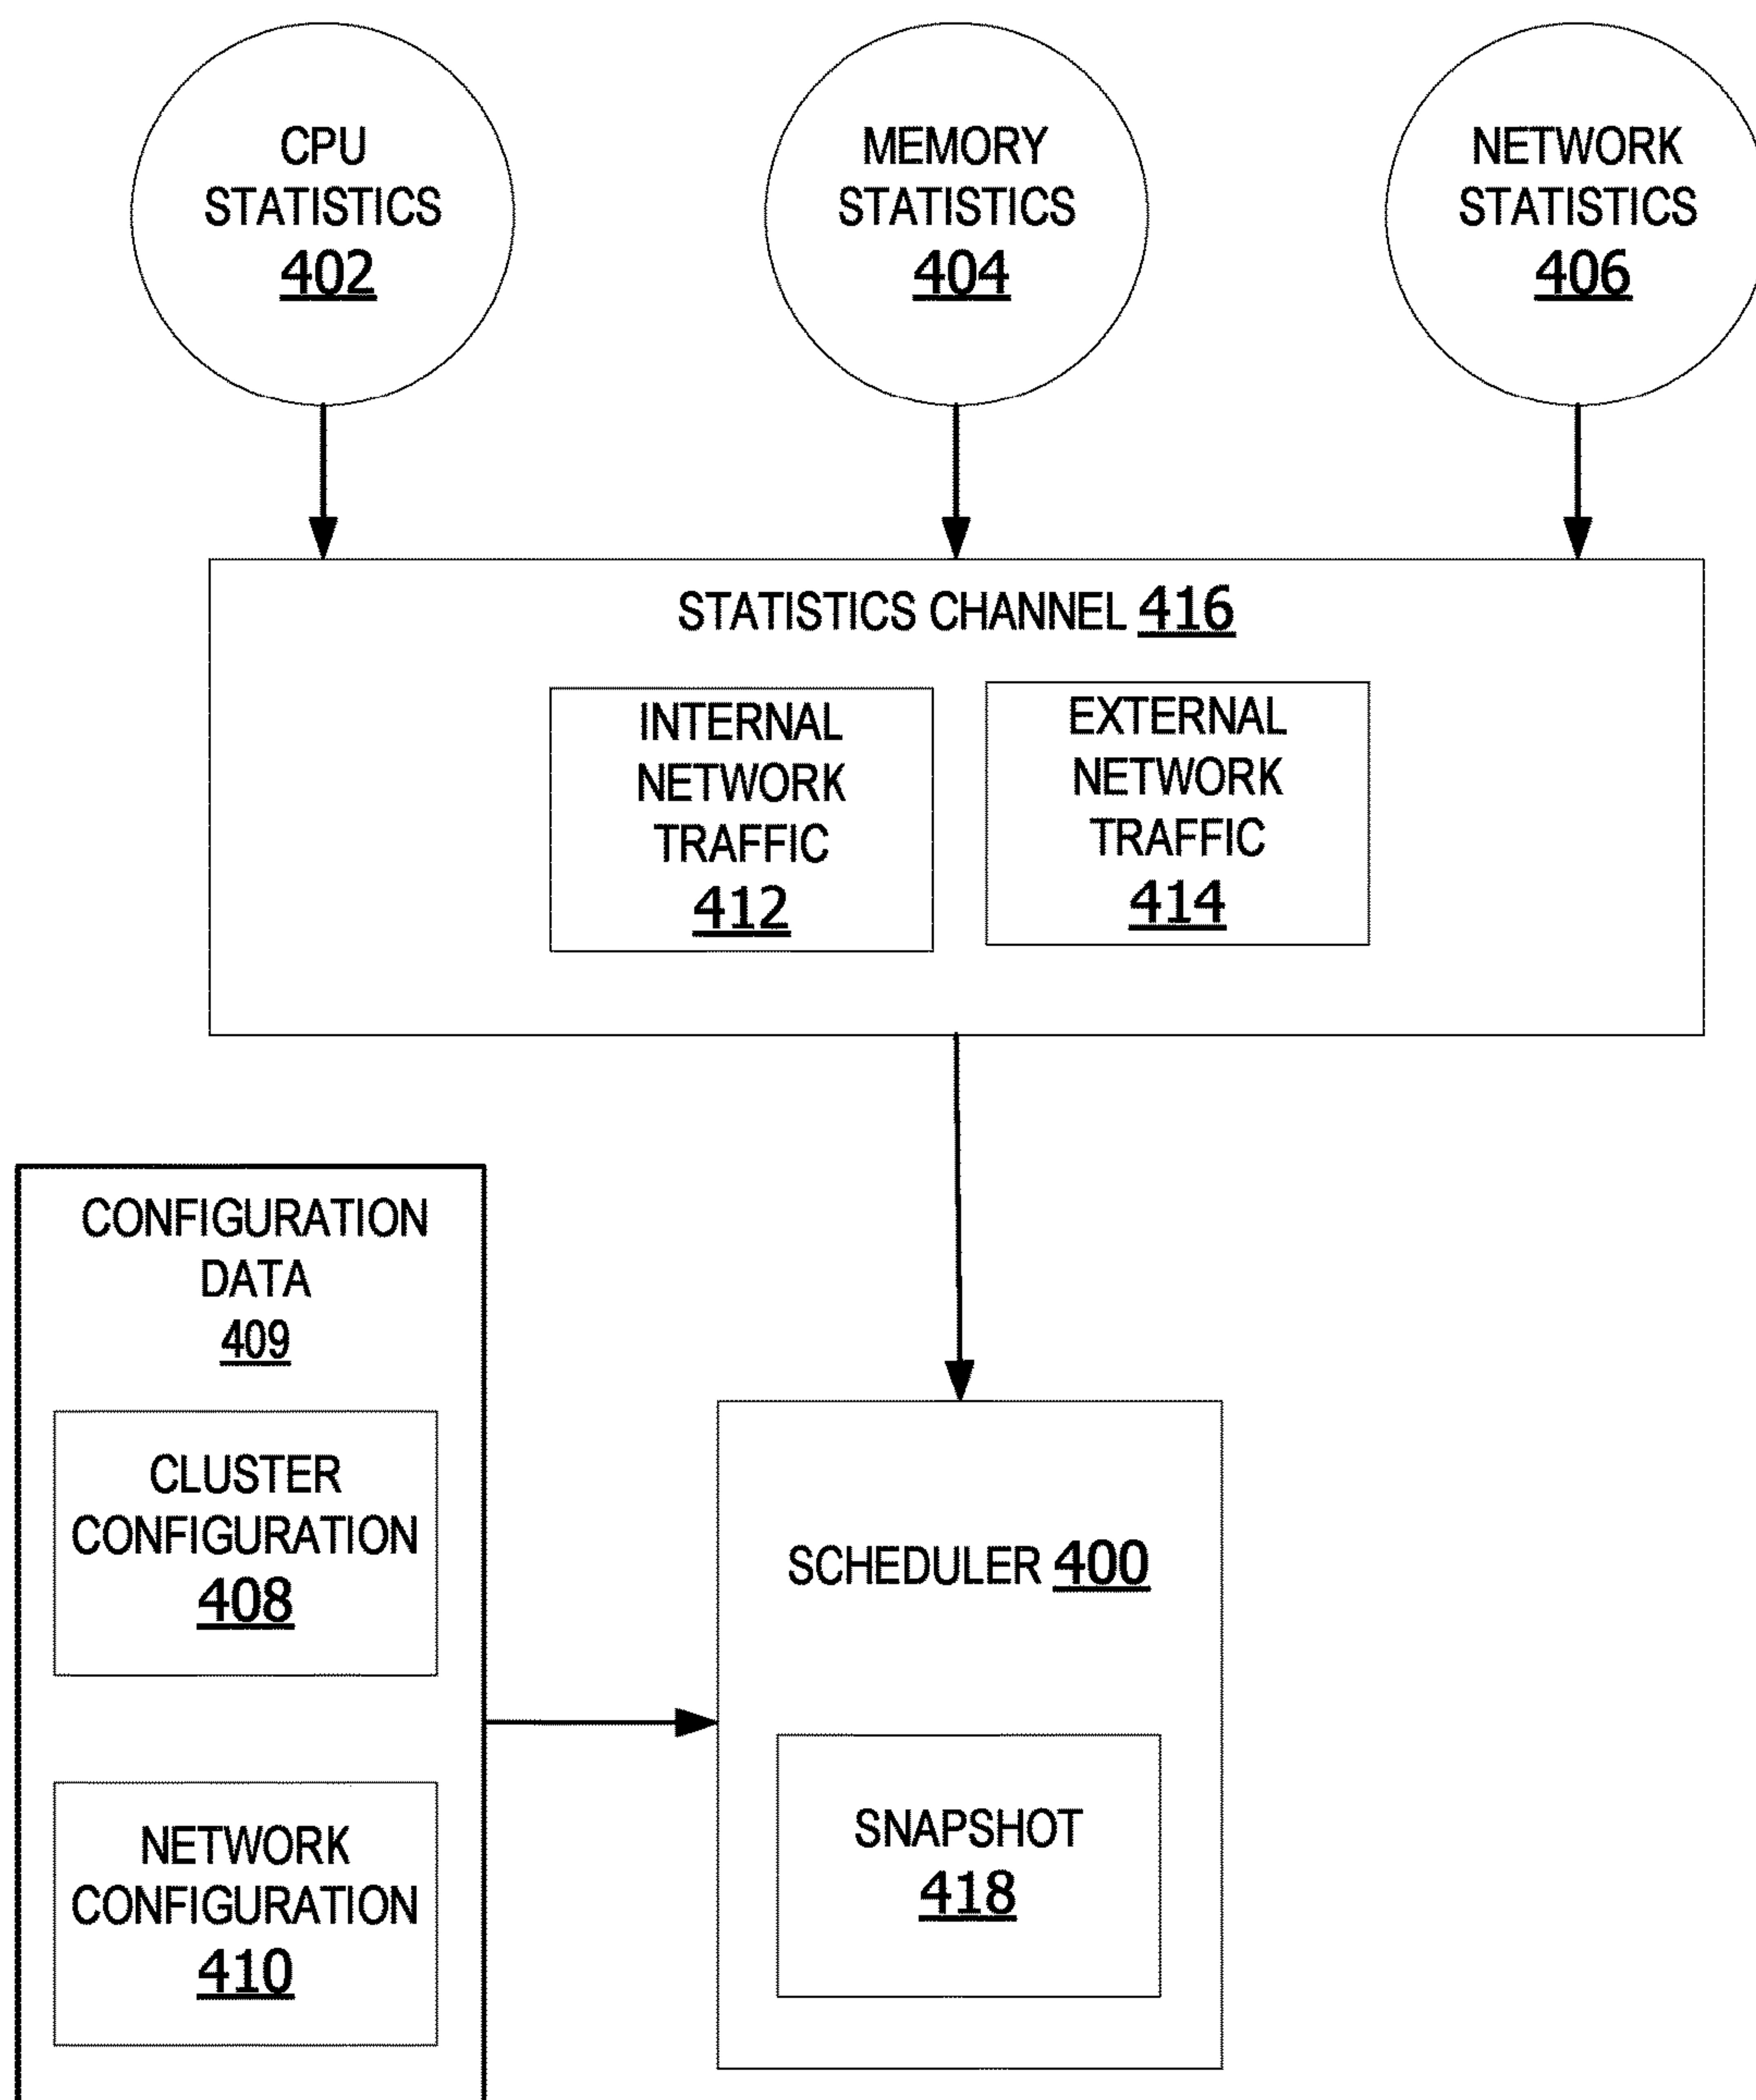 CPU
STATISTICS
402
MEMORY
STATISTICS
404
NETWORK
STATISTICS
406
STATISTICS CHANNEL 416
INTERNAL
NETWORK
TRAFFIC
412
EXTERNAL
NETWORK
TRAFFIC
414
CONFIGURATION
DATA
409
CLUSTER
CONFIGURATION
408
NETWORK
CONFIGURATION
410
SCHEDULER 400
SNAPSHOT
418